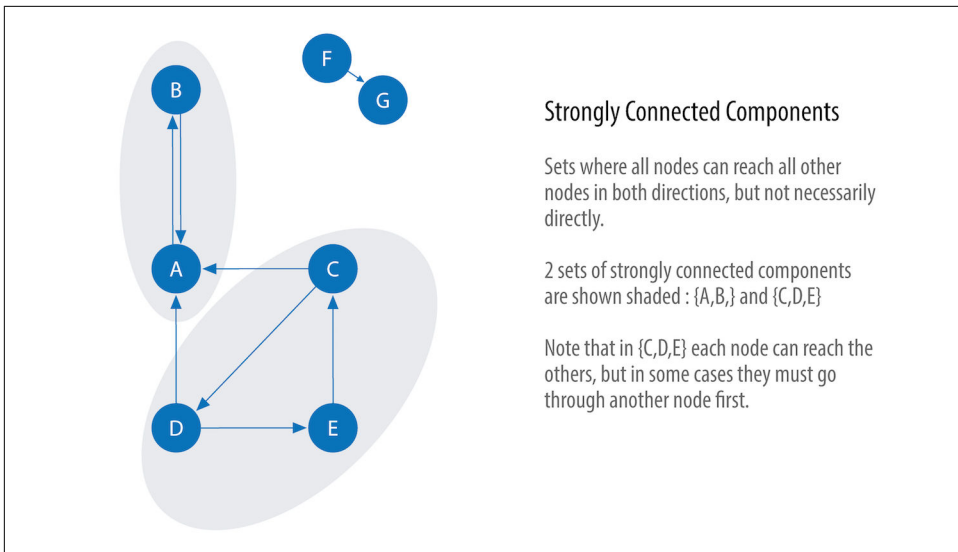 B
F
G
A
C
D
E
Strongly Connected Components
Sets where all nodes can reach all other
nodes in both directions, but not necessarily
directly.
2 sets of strongly connected components
are shown shaded : {A,B,} and {C,D,E}
Note that in {C,D,E} each node can reach the
others, but in some cases they must go
through another node first.